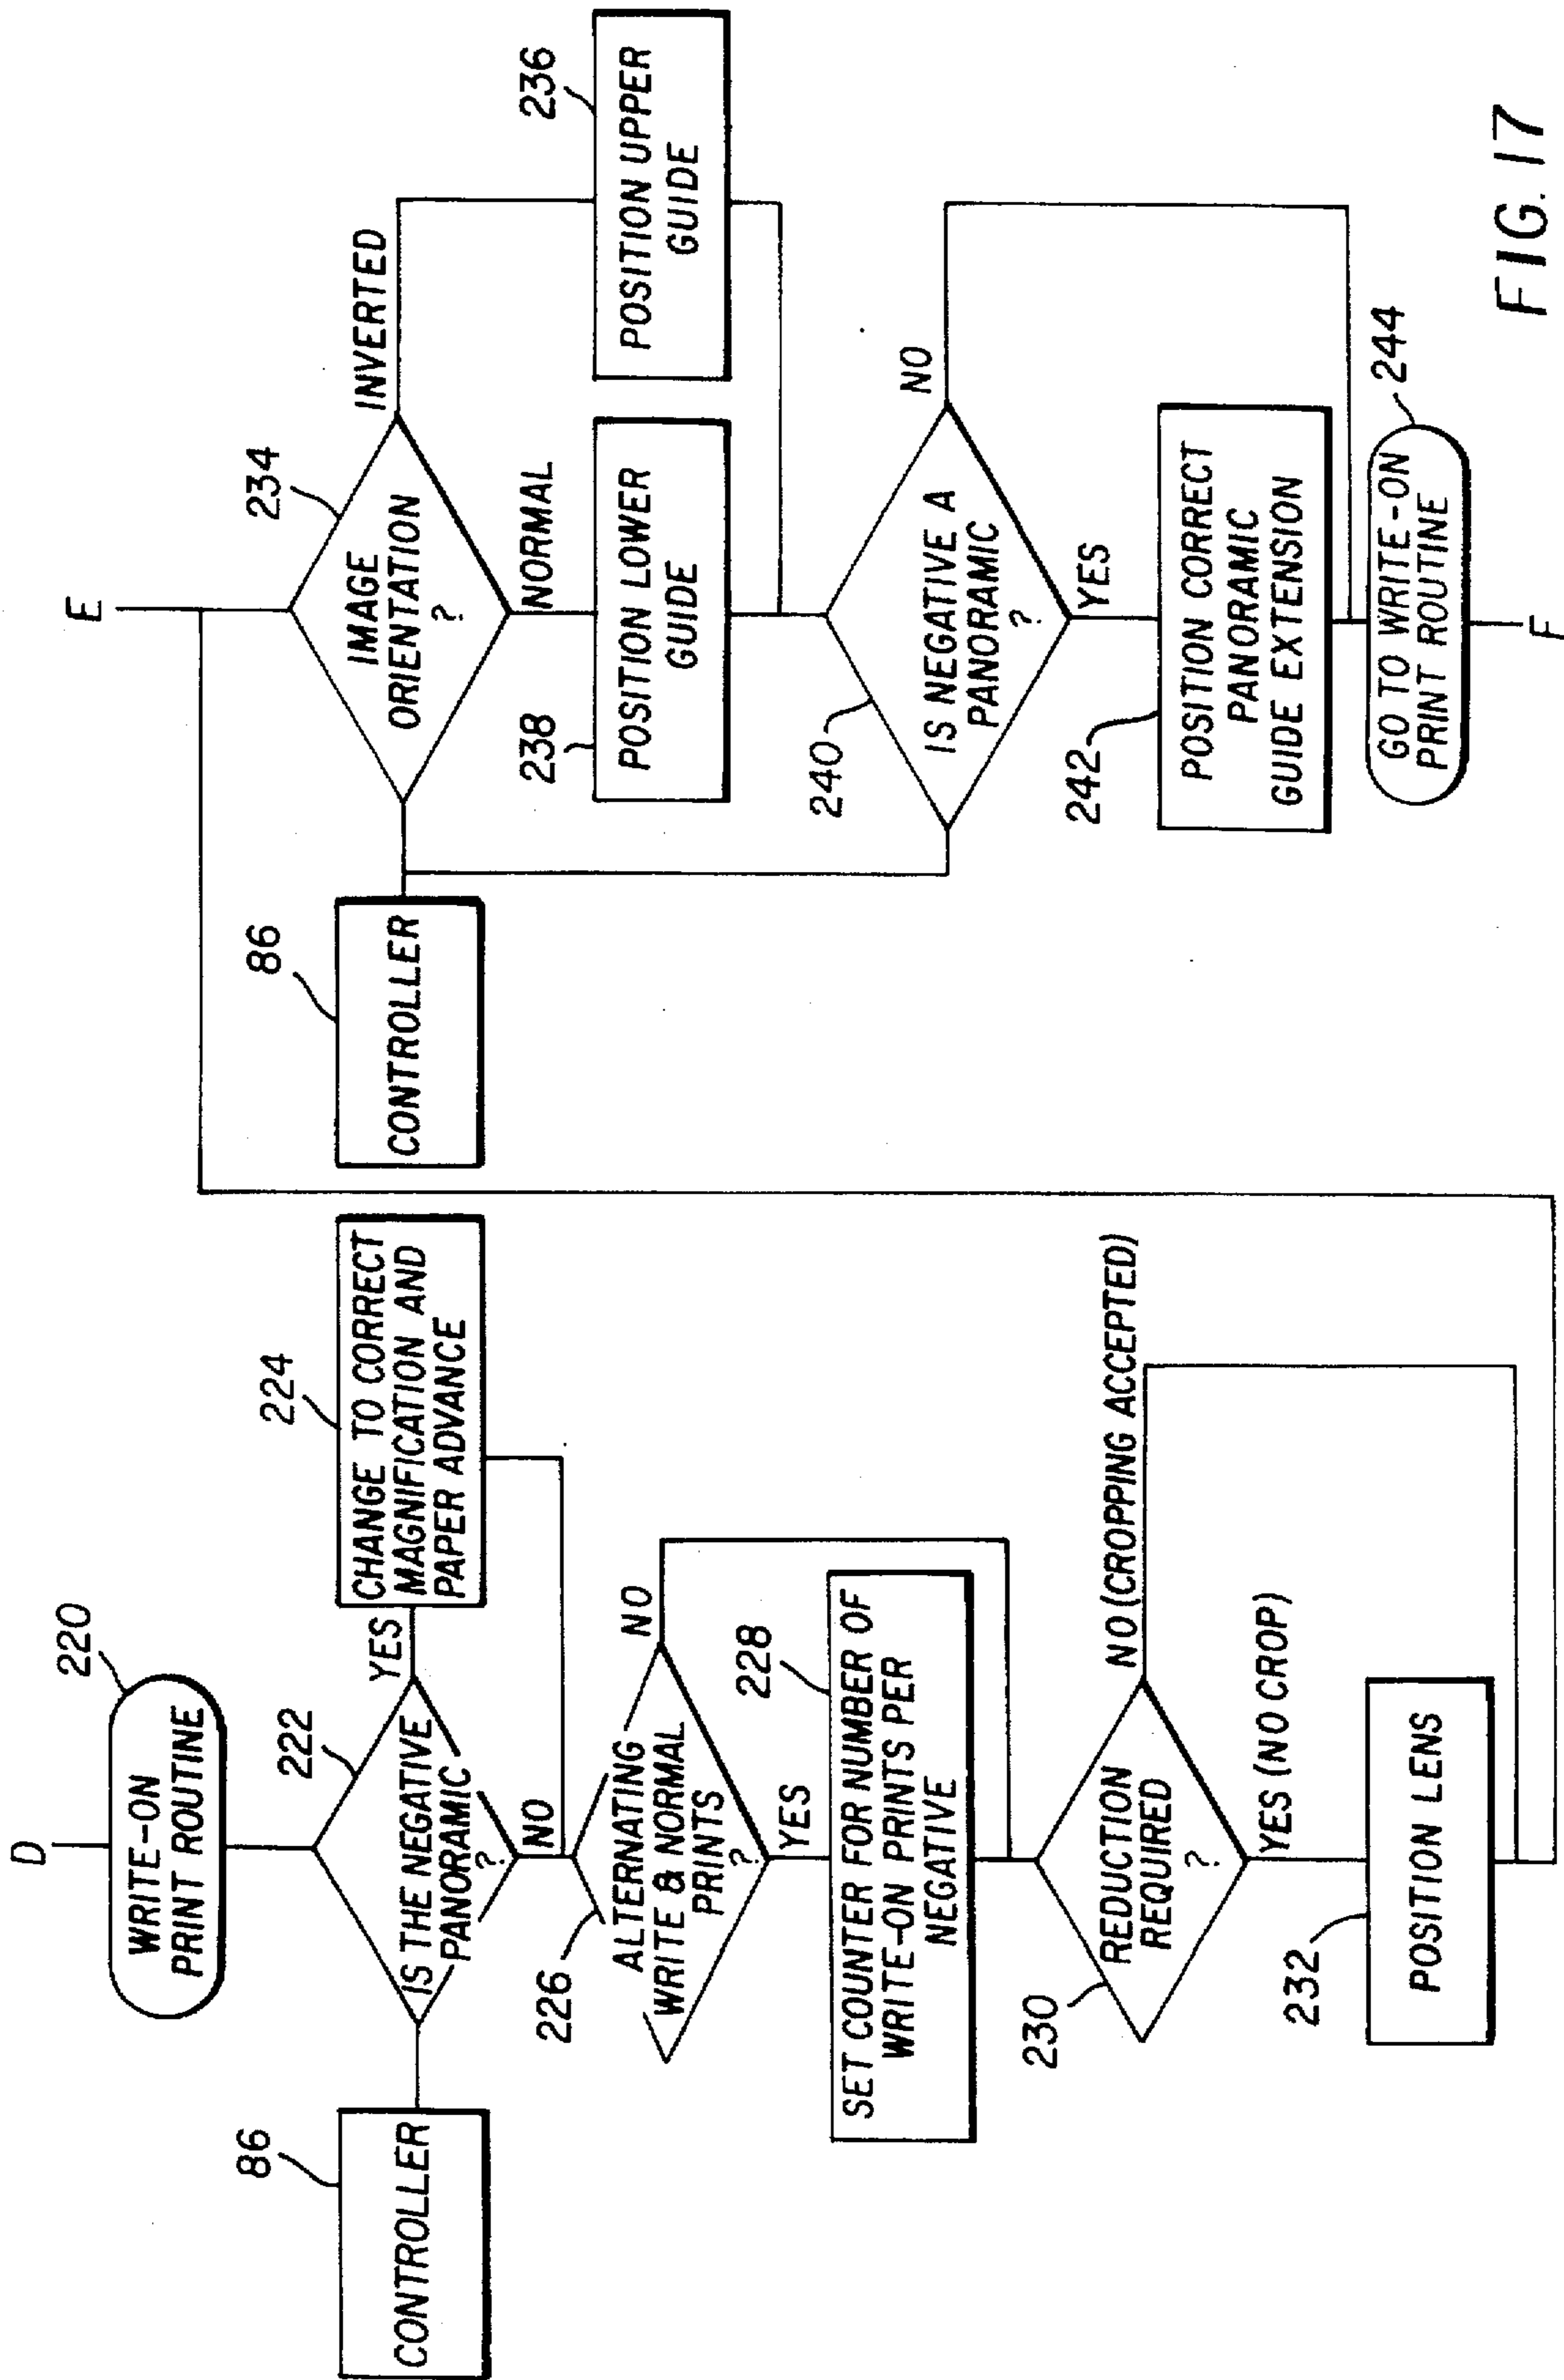 D
220
WRITE-ON
PRINT ROUTINE
222
IS THE NEGATIVE
PANORAMIC
?
YES
224
CHANGE TO CORRECT
MAGNIFICATION AND
PAPER ADVANCE
86
CONTROLLER
NO
226
ALTERNATING
WRITE & NORMAL
PRINTS
?
NO
YES
228
SET COUNTER FOR NUMBER OF
WRITE-ON PRINTS PER
NEGATIVE
230
REDUCTION
REQUIRED
?
NO (CROPPING ACCEPTED)
YES (NO CROP)
232
POSITION LENS
E
234
IMAGE
ORIENTATION
?
INVERTED
86
CONTROLLER
NORMAL
236
POSITION UPPER
GUIDE
238
POSITION LOWER
GUIDE
240
IS NEGATIVE A
PANORAMIC
?
NO
YES
242
POSITION CORRECT
PANORAMIC
GUIDE EXTENSION
244
GO TO WRITE-ON
PRINT ROUTINE
F
FIG. 17